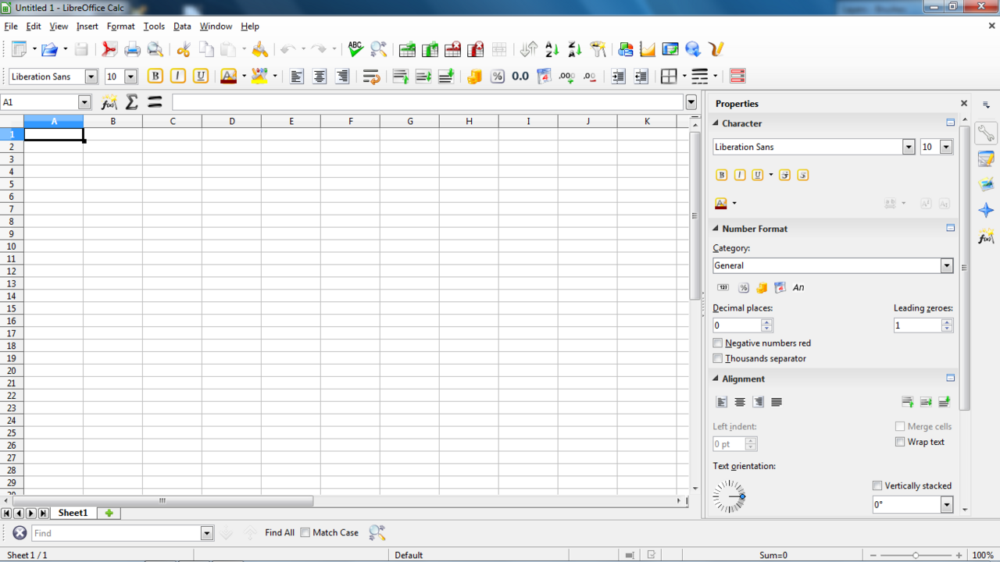 Untitled 1 - LibreOffice Calc
File Edit View Insert Format Tools Data Window Help
ABC
Liberation Sans 10 B I U A % 0.0
A1 f(x) Σ =
Properties
A B C D E F G H I J K
Character
1
2
3
4
5
6
7
8
9
10
11
12
13
14
15
16
17
18
19
20
21
22
23
24
25
26
27
28
29
Liberation Sans 10
B I U S S
Number Format
Category:
General
123 % An
Decimal places: Leading zeroes:
0 1
Negative numbers red
Thousands separator
Alignment
Left indent: Merge cells
0 pt Wrap text
Text orientation:
Vertically stacked
0°
Sheet1
Find Find All Match Case
Sheet 1 / 1 Default Sum=0 100%